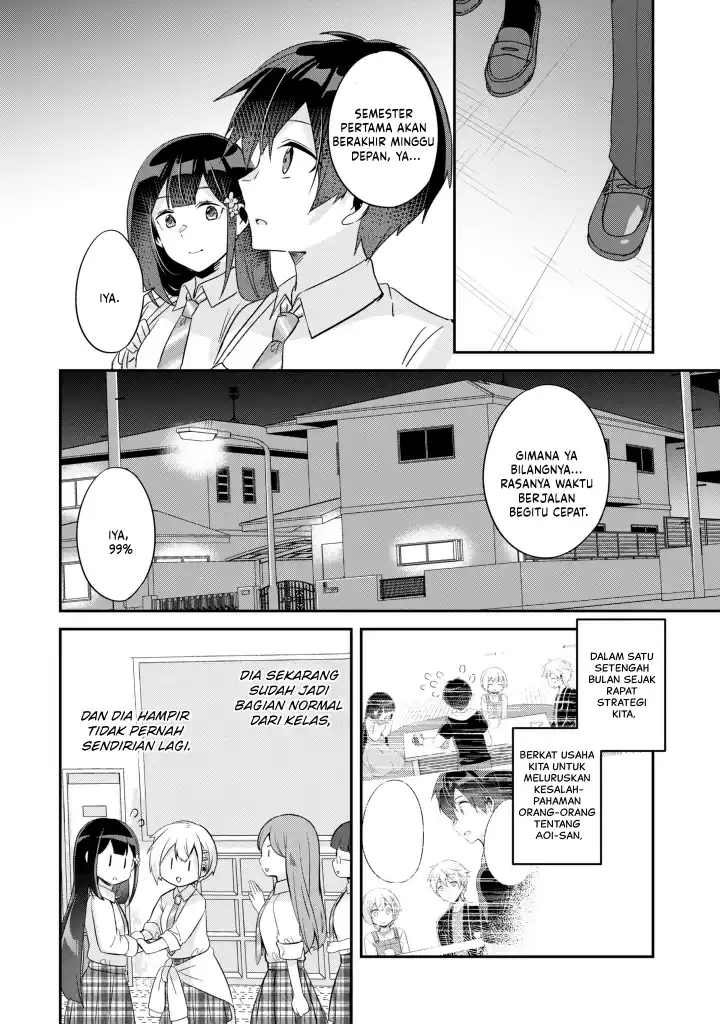 SEMESTER
PERTAMA AKAN
BERAKHIR MINGGU
DEPAN, YA...
IYA.
GIMANA YA
BILANGNYA...
RASANYA WAKTU
BERJALAN
BEGITU CEPAT.
IYA,
99%
DALAM SATU
SETENGAH
BULAN SEJAK
RAPAT
STRATEGI
KITA,
BERKAT USAHA
KITA UNTUK
MELURUSKAN
KESALAH-
PAHAMAN
ORANG-ORANG
TENTANG
AOI-SAN,
DIA SEKARANG
SUDAH JADI
BAGIAN NORMAL
DARI KELAS,
DAN DIA HAMPIR
TIDAK PERNAH
SENDIRIAN LAGI.